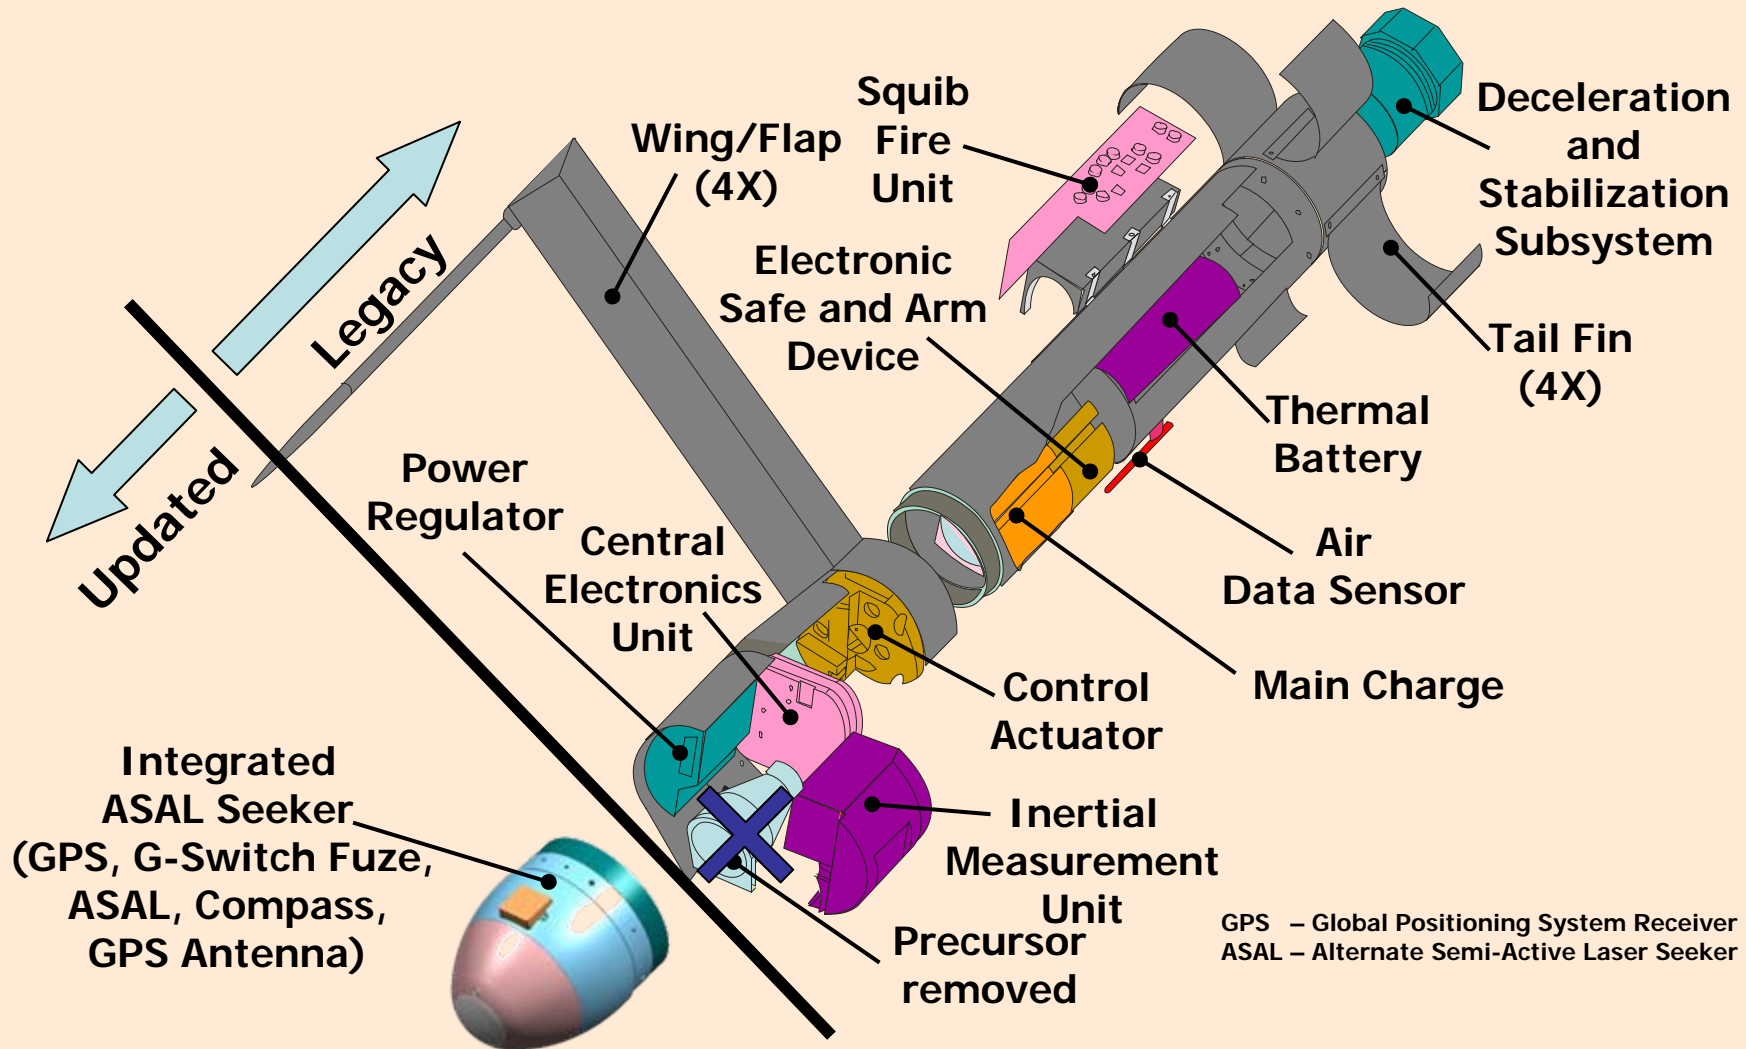 Squib
Fire
Unit
Deceleration
and
Stabilization
Subsystem
Wing/Flap
(4X)
Electronic
Safe and Arm
Device
Legacy
Tail Fin
(4X)
Thermal
Battery
Updated
Power
Regulator
Central
Electronics
Unit
Air
Data Sensor
Control
Actuator
Main Charge
Integrated
ASAL Seeker
(GPS, G-Switch Fuze,
ASAL, Compass,
GPS Antenna)
Inertial
Measurement
Unit
Precursor
removed
GPS – Global Positioning System Receiver
ASAL – Alternate Semi-Active Laser Seeker